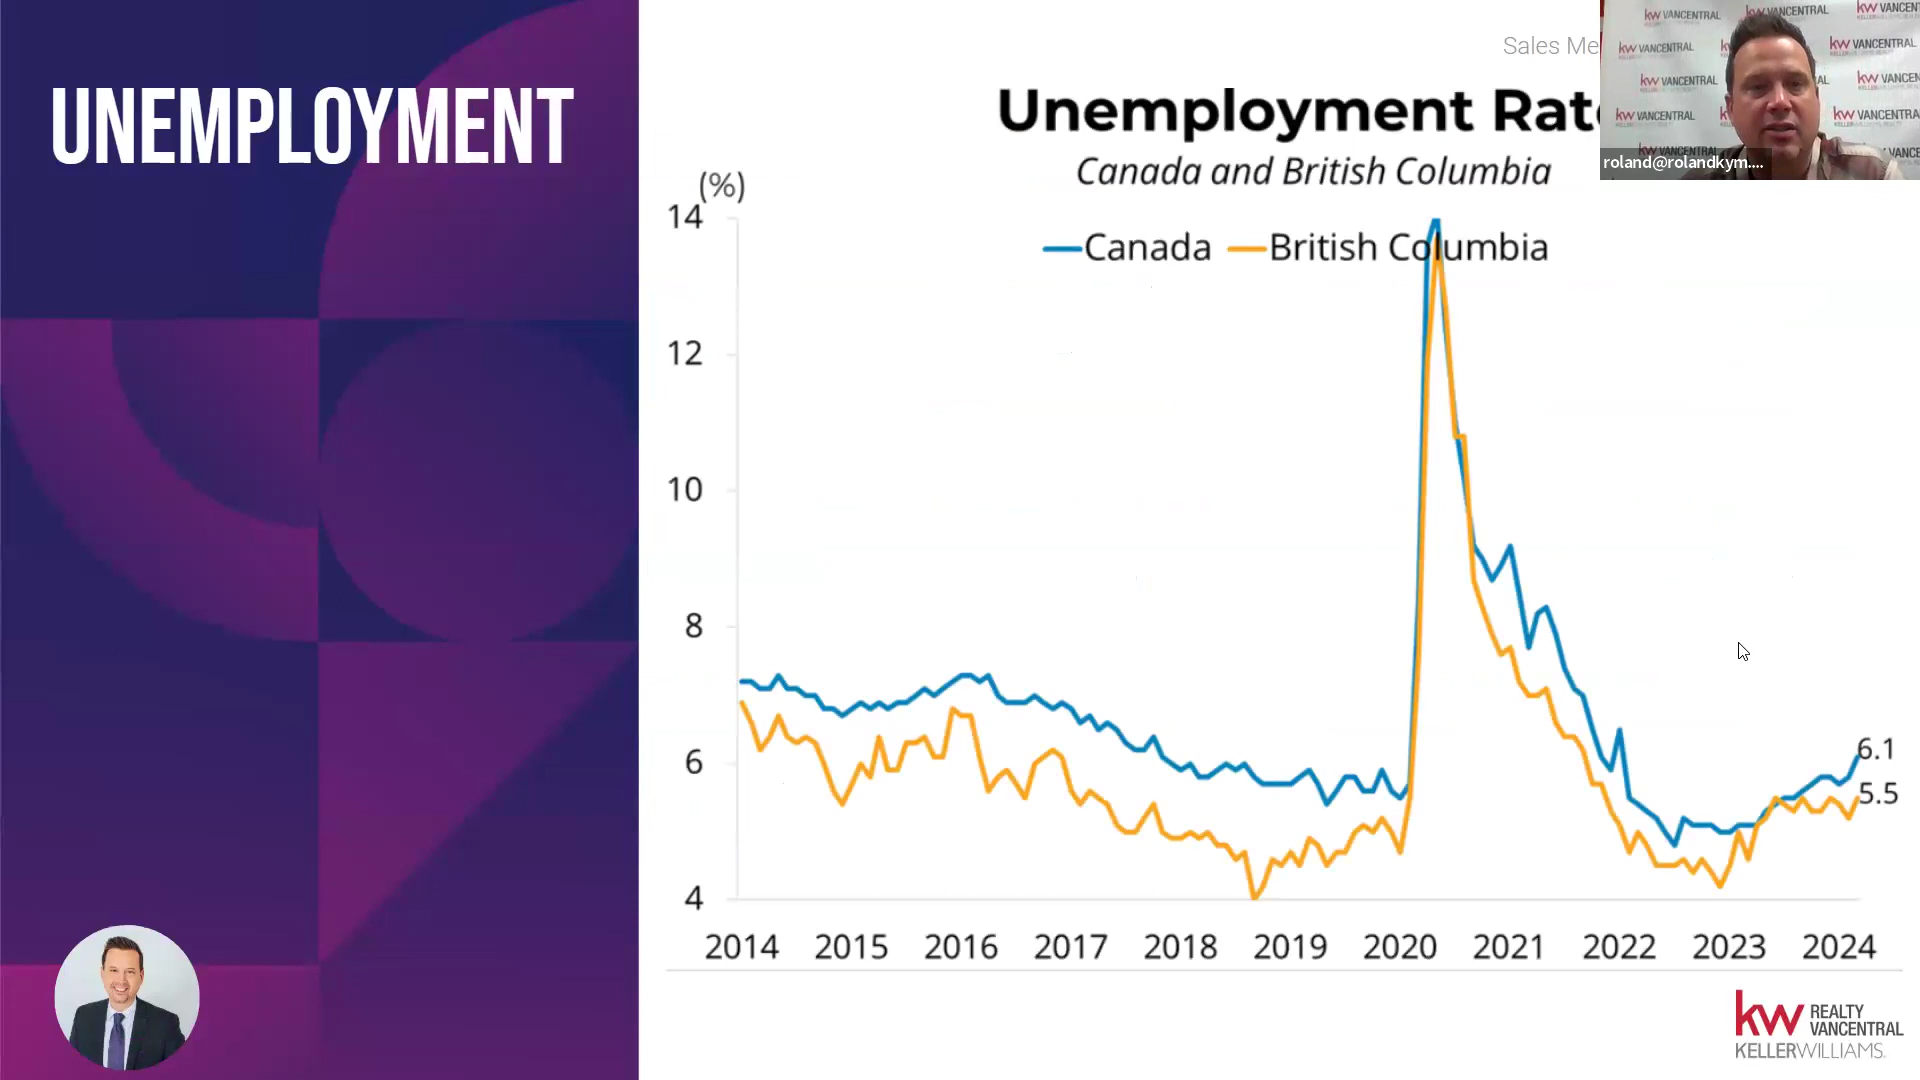 UNEMPLOYMENT
Sales Me
Unemployment Rat
Canada and British Columbia
(%)
Canada
British Columbia
14
12
10
8
6
4
6.1
5.5
2014 2015 2016 2017 2018 2019 2020 2021 2022 2023 2024
kw VANCENTRAL
roland@rolandkym....
kw REALTY
VANCENTRAL
KELLERWILLIAMS.